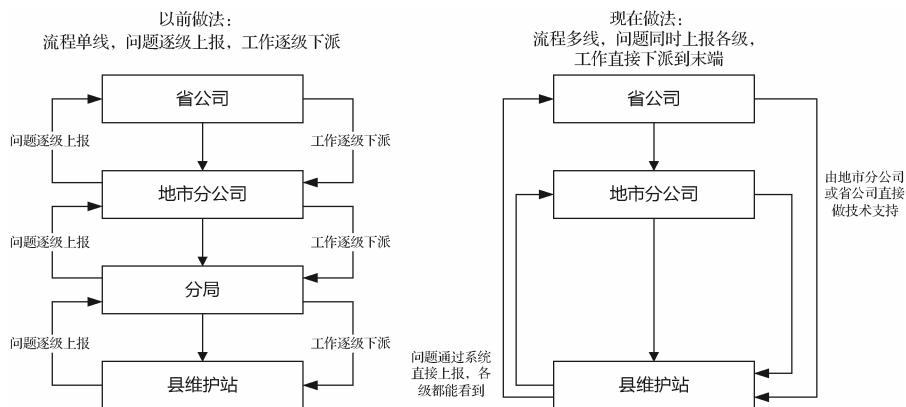 以前做法：
流程单线，问题逐级上报，工作逐级下派
省公司
问题逐级上报
工作逐级下派
地市分公司
问题逐级上报
工作逐级下派
分局
问题逐级上报
工作逐级下派
县维护站
现在做法：
流程多线，问题同时上报各级，
工作直接下派到末端
省公司
地市分公司
由地市分公司
或省公司直接
做技术支持
问题通过系统
直接上报，各
级都能看到
县维护站